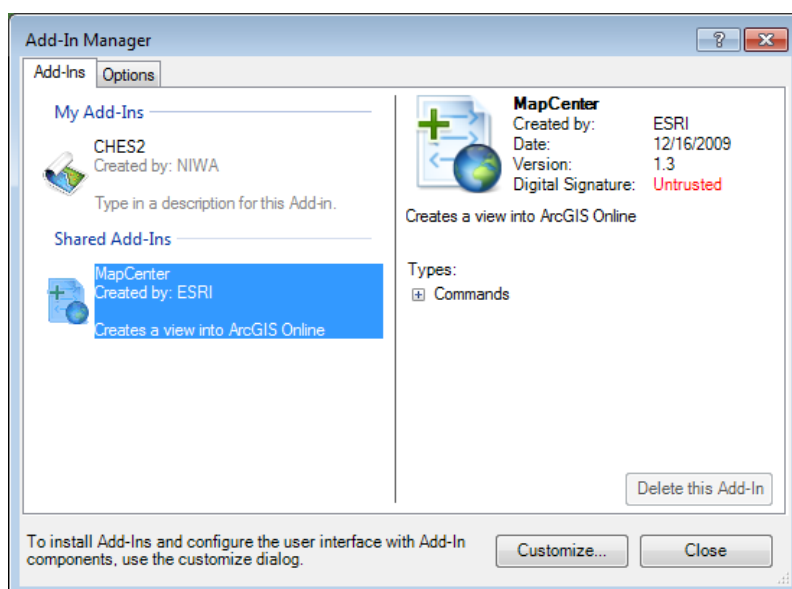 Add-In Manager
Add-Ins
Options
My Add-Ins
CHES2
Created by: NIWA
Type in a description for this Add-in.
Shared Add-Ins
MapCenter
Created by: ESRI
Creates a view into ArcGIS Online
MapCenter
Created by: ESRI
Date: 12/16/2009
Version: 1.3
Digital Signature: Untrusted
Creates a view into ArcGIS Online
Types:
Commands
Delete this Add-In
To install Add-Ins and configure the user interface with Add-In
components, use the customize dialog.
Customize...
Close